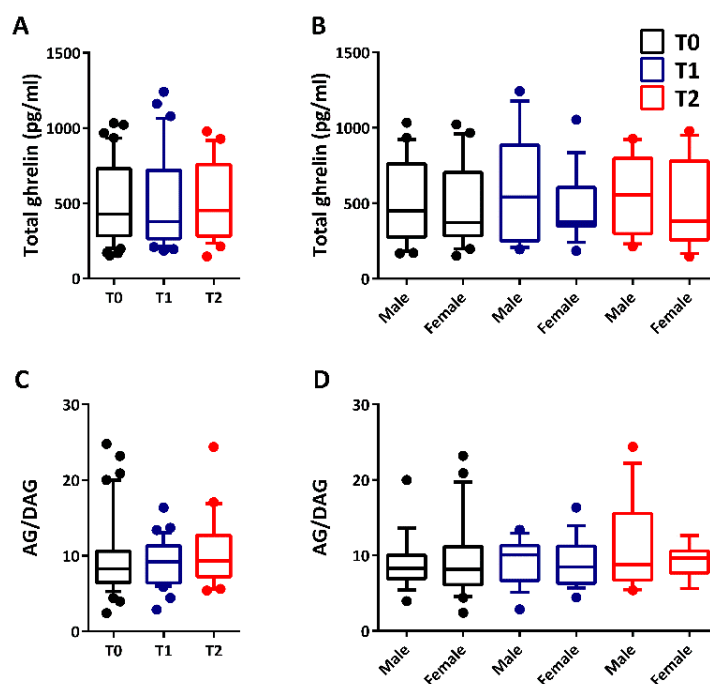 A
Total ghrelin (pg/ml)
1500
1000
500
0
T0 T1 T2
B
Total ghrelin (pg/ml)
1500
1000
500
0
Male Female Male Female Male Female
T0
T1
T2
C
AG/DAG
30
20
10
0
T0 T1 T2
D
AG/DAG
30
20
10
0
Male Female Male Female Male Female